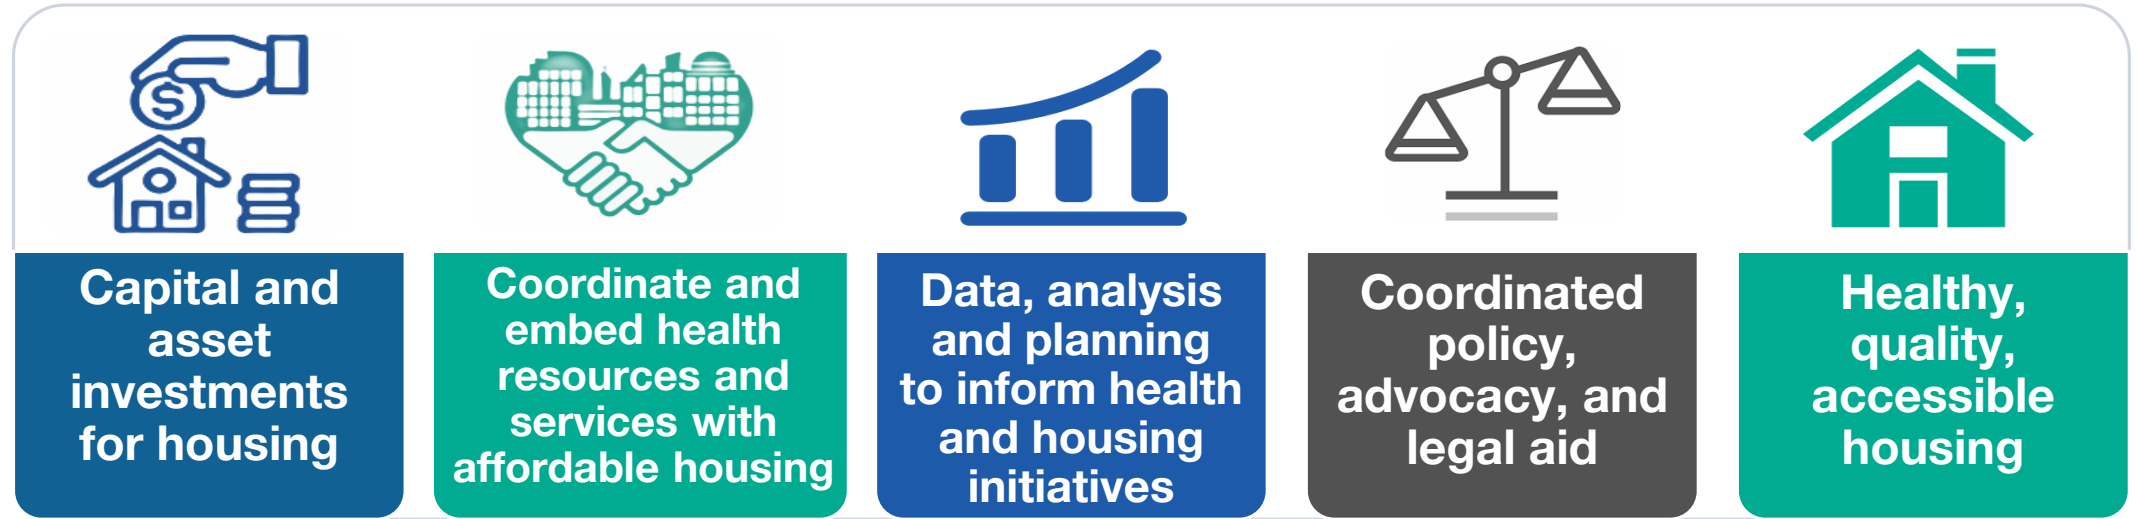 $
Capital and
asset
investments
for housing
Coordinate and
embed health
resources and
services with
affordable housing
Data, analysis
and planning
to inform health
and housing
initiatives
Coordinated
policy,
advocacy, and
legal aid
Healthy,
quality,
accessible
housing